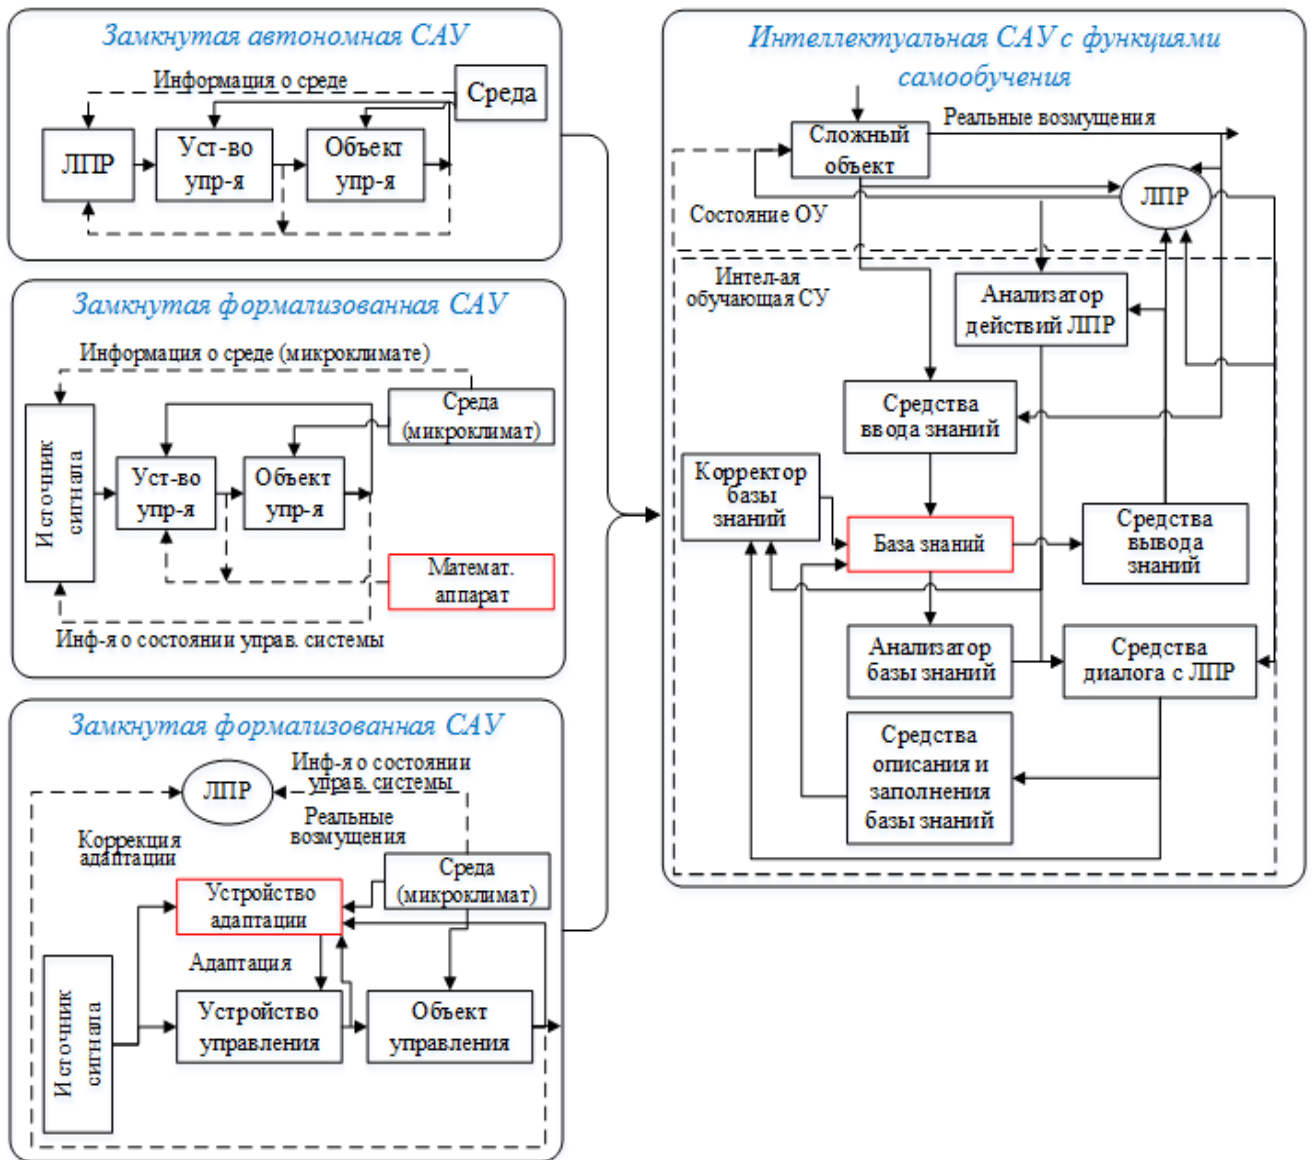 Замкнутая автономная САУ
Информация о среде
Среда
ЛПР
Уст-во
упр-я
Объект
упр-я
Замкнутая формализованная САУ
Информация о среде (микроклимате)
Среда
(микроклимат)
Источник
сигнала
Уст-во
упр-я
Объект
упр-я
Математ.
аппарат
Инф-я о состоянии управ. системы
Замкнутая формализованная САУ
Инф-я о состоянии
управ. системы
ЛПР
Реальные
возмущения
Коррекция
адаптации
Среда
(микроклимат)
Устройство
адаптации
Адаптация
Источник
сигнала
Устройство
управления
Объект
управления
Интеллектуальная САУ с функциями
самообучения
Реальные возмущения
Сложный
объект
ЛПР
Состояние ОУ
Интел-ая
обучающая СУ
Анализатор
действий ЛПР
Средства
ввода знаний
Корректор
базы
знаний
База знаний
Средства
вывода
знаний
Анализатор
базы знаний
Средства
диалога с ЛПР
Средства
описания и
заполнения
базы знаний